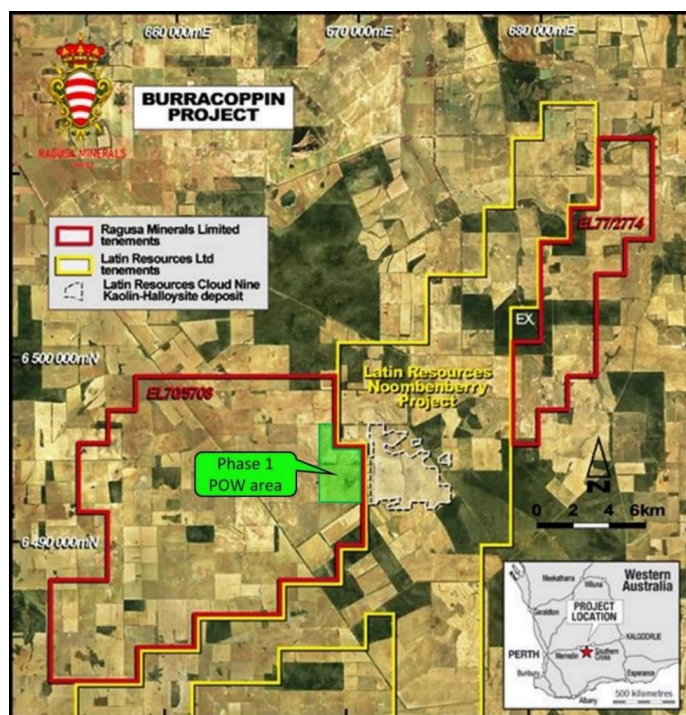 660 000mE
670 000mE
680 000mE
BURRACOPPIN
PROJECT
RAGUSA MINERALS
EL77/2774
Ragusa Minerals Limited
tenements
Latin Resources Ltd
tenements
Latin Resources Cloud Nine
Kaolin-Halloysite deposit
EX
6 500 000mN
Latin Resources
Noombenberry
Project
EL70/5706
Phase 1
POW area
N
0 2 4 6km
6 490 000mN
Western
Australia
Meekatharra
Wiluna
PROJECT
LOCATION
Geraldton
KALGOORLIE
PERTH
Merredin
Southern
Cross
Bunbury
Esperance
Albany
500 kilometres